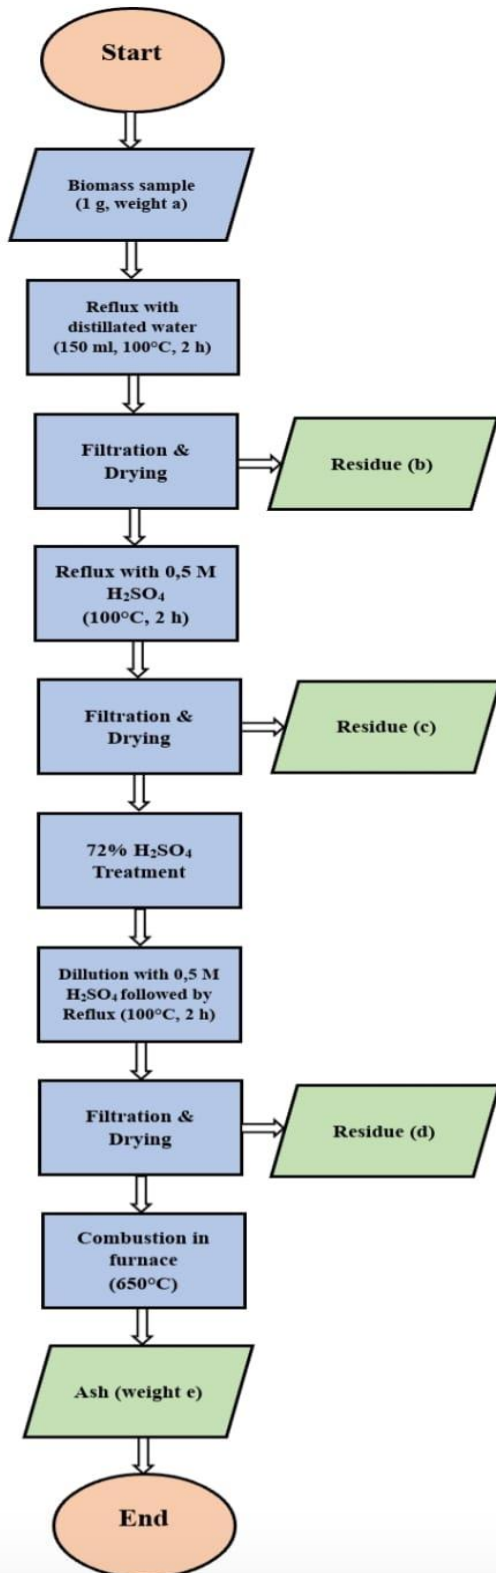 Start
Biomass sample
(1 g, weight a)
Reflux with
distillated water
(150 ml, 100°C, 2 h)
Filtration &
Drying
Residue (b)
Reflux with 0,5 M
H₂SO₄
(100°C, 2 h)
Filtration &
Drying
Residue (c)
72% H₂SO₄
Treatment
Dillution with 0,5 M
H₂SO₄ followed by
Reflux (100°C, 2 h)
Filtration &
Drying
Residue (d)
Combustion in
furnace
(650°C)
Ash (weight e)
End